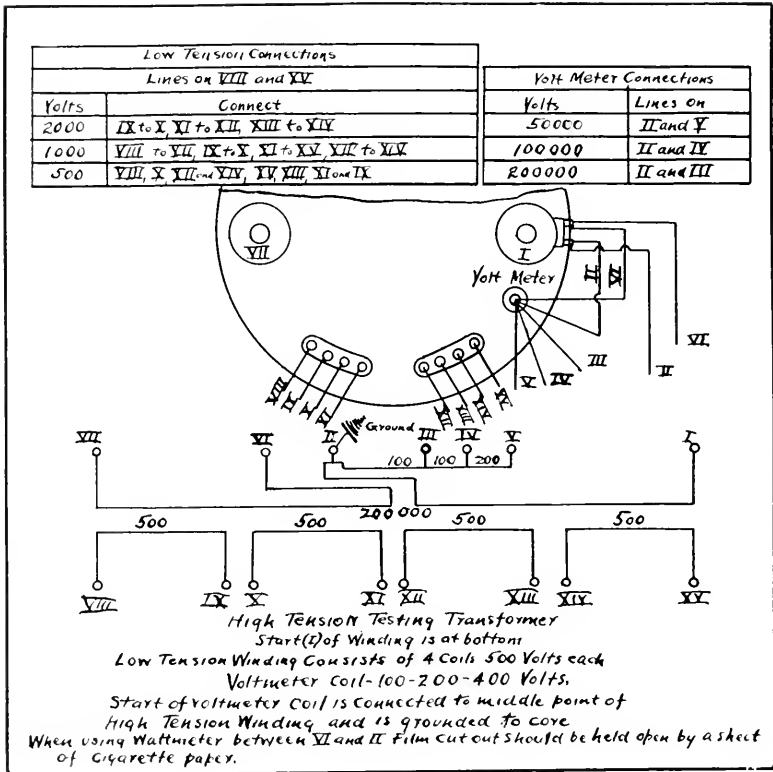 Low Tension Connections
Lines on VIII and XV
Volts Connect
2000 IX to X, XI to XII, XIII to XIV
1000 VIII to XII, IX to X, XI to XV, XIII to XIV
500 VIII, X, XII and XIV, XV, XIII, XI and IX
Volt Meter Connections
Volts Lines on
50000 II and V
100000 II and IV
200000 II and III
VII
I
Volt Meter
II
VI
VI
III
V IV II
VIII IX X XI
XII XIII XIV XV
VII VI II Ground III IV V I
100 100 200
200000
500 500 500 500
VIII IX X XI XII XIII XIV XV
High Tension Testing Transformer
Start (I) of Winding is at bottom
Low Tension Winding Consists of 4 Coils 500 Volts each
Voltmeter Coil-100-200-400 Volts.
Start of voltmeter coil is connected to middle point of
High Tension Winding and is grounded to core
When using Wattmeter between VI and II Film cut out should be held open by a sheet
of Cigarette paper.